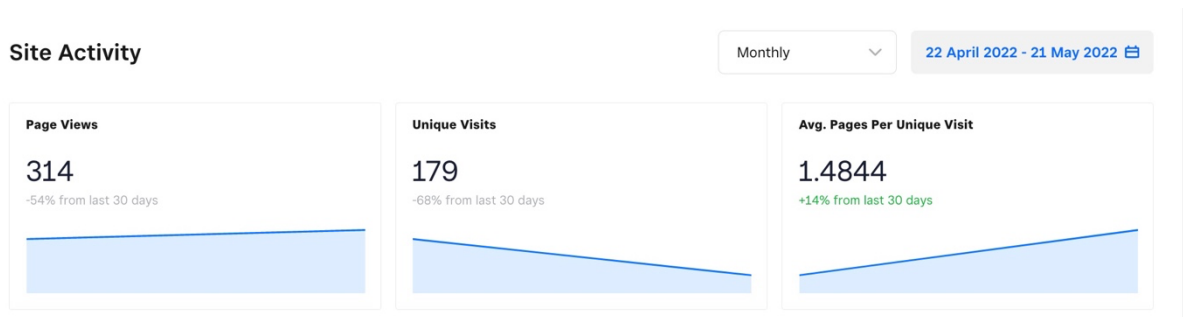 Site Activity
Monthly
22 April 2022 - 21 May 2022
Page Views
314
-54% from last 30 days
Unique Visits
179
-68% from last 30 days
Avg. Pages Per Unique Visit
1.4844
+14% from last 30 days